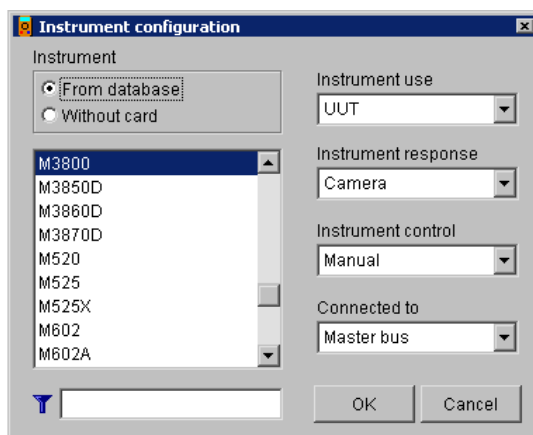 Instrument configuration
Instrument
From database
Without card
M3800
M3850D
M3860D
M3870D
M520
M525
M525X
M602
M602A
Instrument use
UUT
Instrument response
Camera
Instrument control
Manual
Connected to
Master bus
OK
Cancel